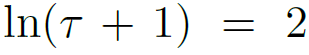 ln(τ + 1) = 2